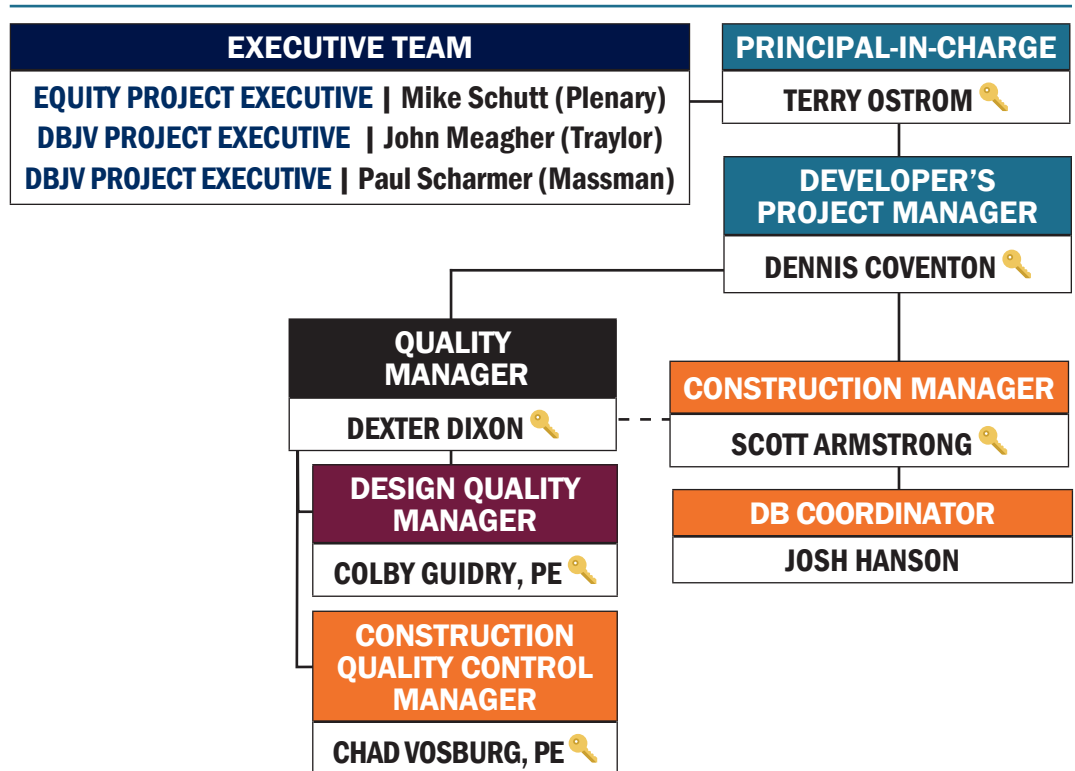 EXECUTIVE TEAM
EQUITY PROJECT EXECUTIVE | Mike Schutt (Plenary)
DBJV PROJECT EXECUTIVE | John Meagher (Traylor)
DBJV PROJECT EXECUTIVE | Paul Scharmer (Massman)
PRINCIPAL-IN-CHARGE
TERRY OSTROM
DEVELOPER’S
PROJECT MANAGER
DENNIS COVENTON
QUALITY
MANAGER
DEXTER DIXON
CONSTRUCTION MANAGER
SCOTT ARMSTRONG
DESIGN QUALITY
MANAGER
COLBY GUIDRY, PE
DB COORDINATOR
JOSH HANSON
CONSTRUCTION
QUALITY CONTROL
MANAGER
CHAD VOSBURG, PE